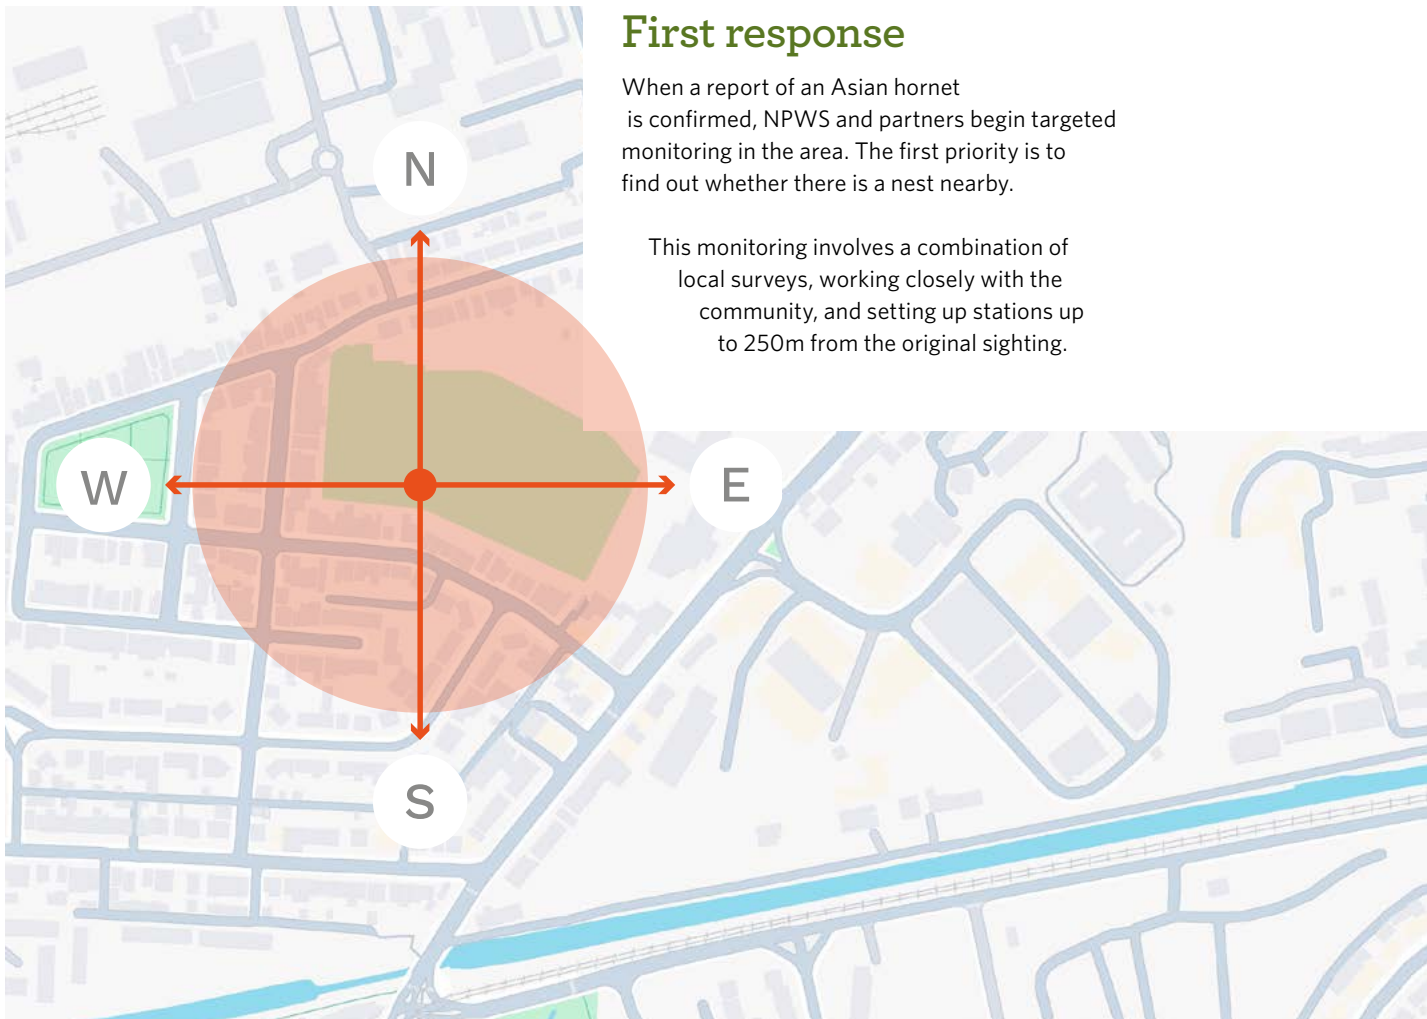 First response
When a report of an Asian hornet
is confirmed, NPWS and partners begin targeted
monitoring in the area. The first priority is to
find out whether there is a nest nearby.
This monitoring involves a combination of
local surveys, working closely with the
community, and setting up stations up
to 250m from the original sighting.
N
W
E
S